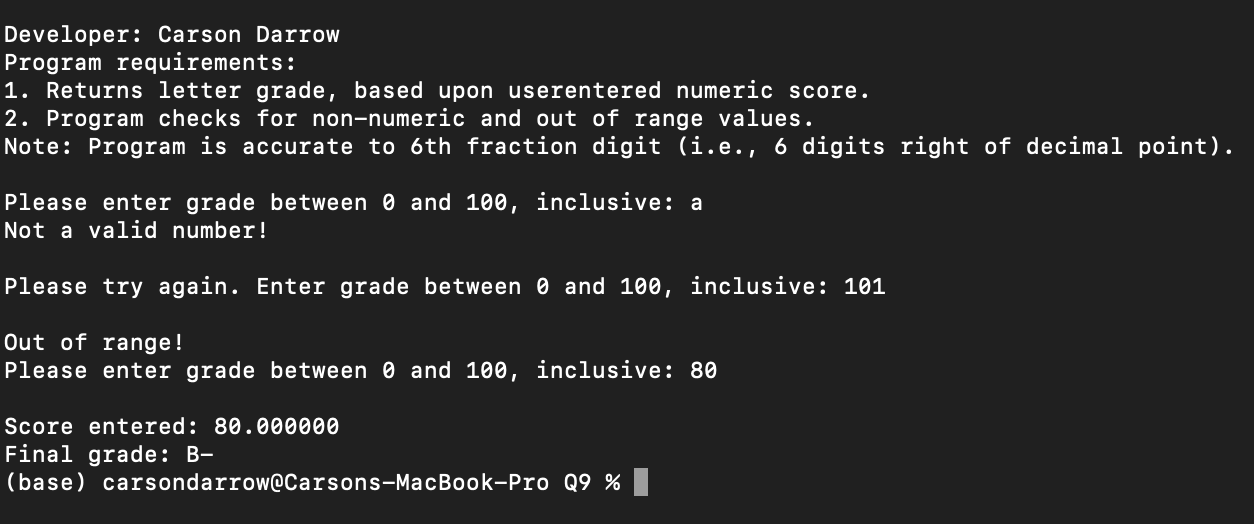 Developer: Carson Darrow
Program requirements:
1. Returns letter grade, based upon userentered numeric score.
2. Program checks for non-numeric and out of range values.
Note: Program is accurate to 6th fraction digit (i.e., 6 digits right of decimal point).
Please enter grade between 0 and 100, inclusive: a
Not a valid number!
Please try again. Enter grade between 0 and 100, inclusive: 101
Out of range!
Please enter grade between 0 and 100, inclusive: 80
Score entered: 80.000000
Final grade: B-
(base) carsondarrow@Carsons-MacBook-Pro Q9 %